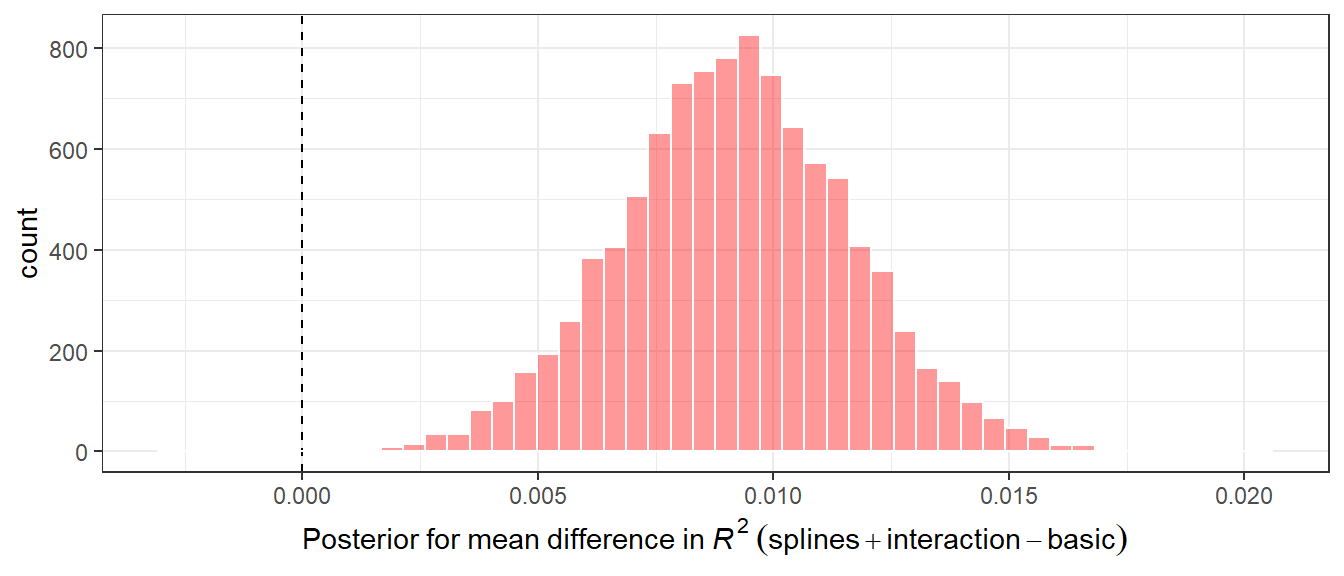 800
600
400
200
0
count
0.000 0.005 0.010 0.015 0.020
Posterior for mean difference in R² (splines + interaction − basic)